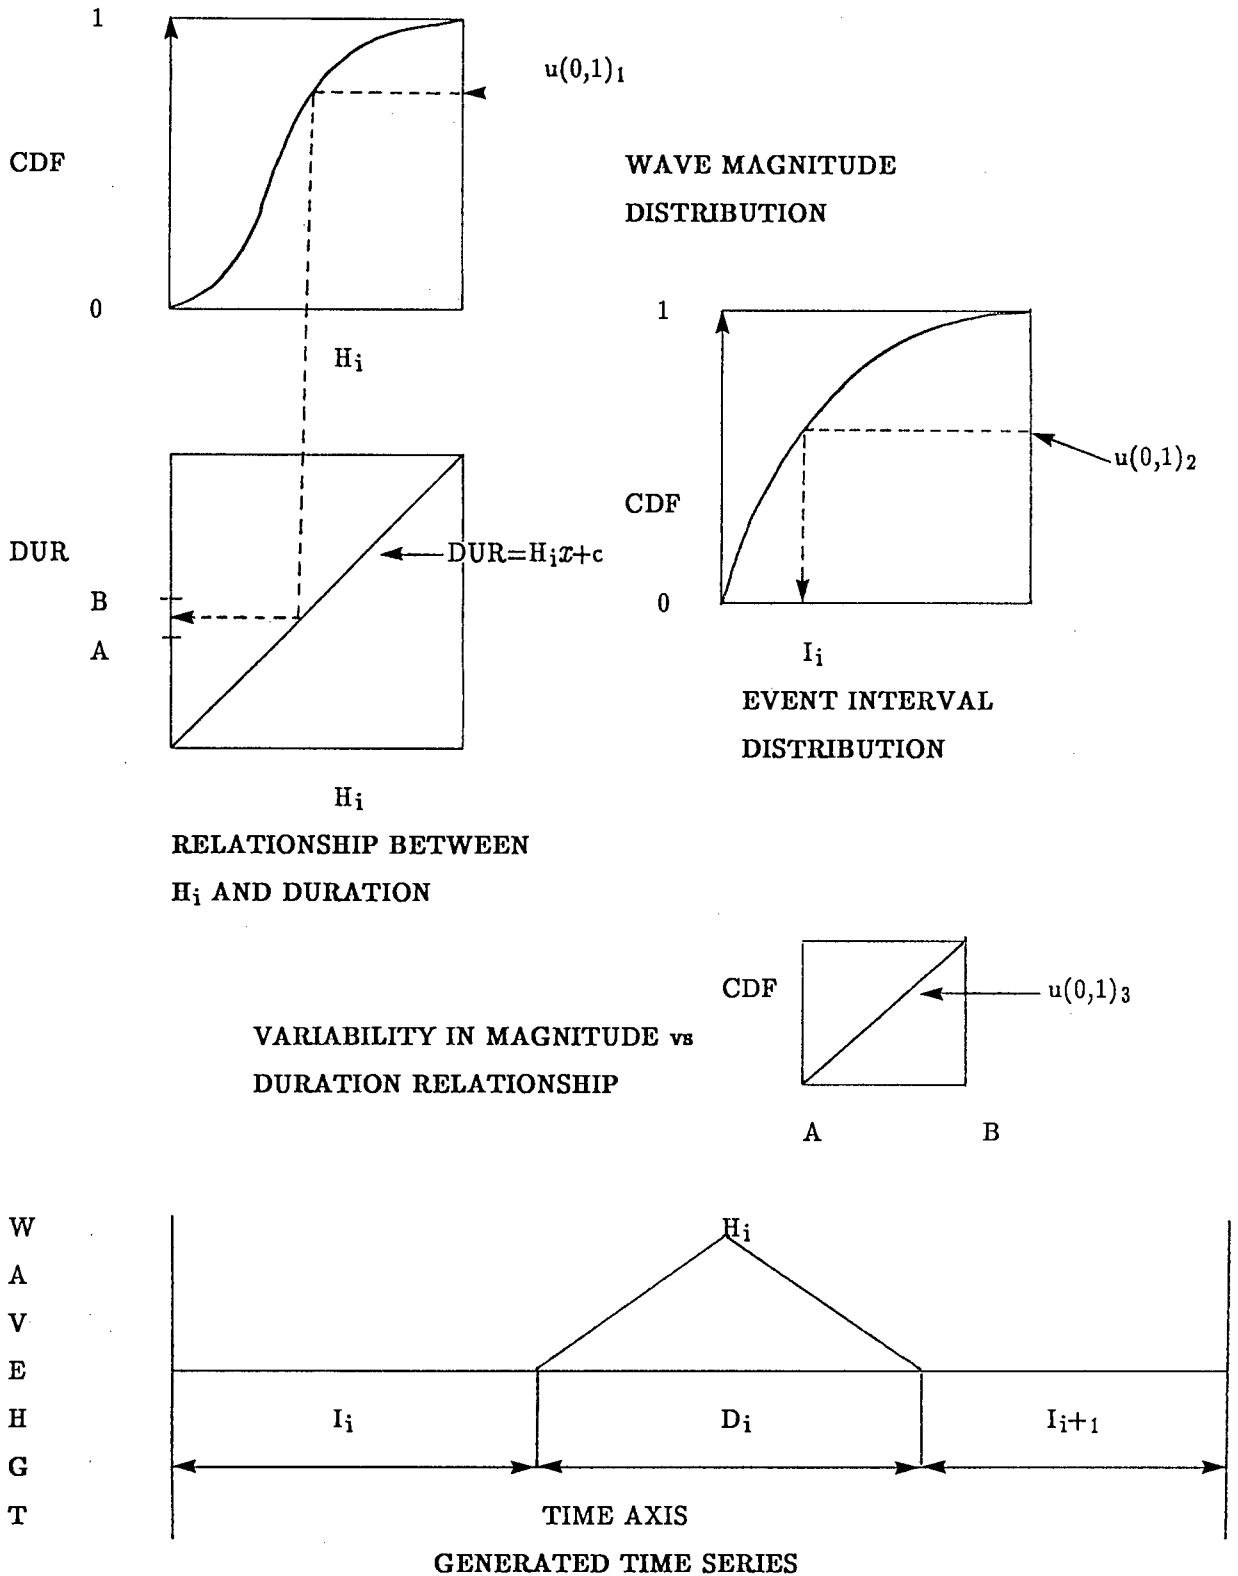 1
u(0,1)1
CDF
WAVE MAGNITUDE
DISTRIBUTION
0
Hi
1
u(0,1)2
CDF
0
Ii
EVENT INTERVAL
DISTRIBUTION
DUR
DUR=Hix+c
B
A
Hi
RELATIONSHIP BETWEEN
Hi AND DURATION
CDF
u(0,1)3
VARIABILITY IN MAGNITUDE vs
DURATION RELATIONSHIP
A B
W
A
V
E
H
G
T
Hi
Ii Di Ii+1
TIME AXIS
GENERATED TIME SERIES